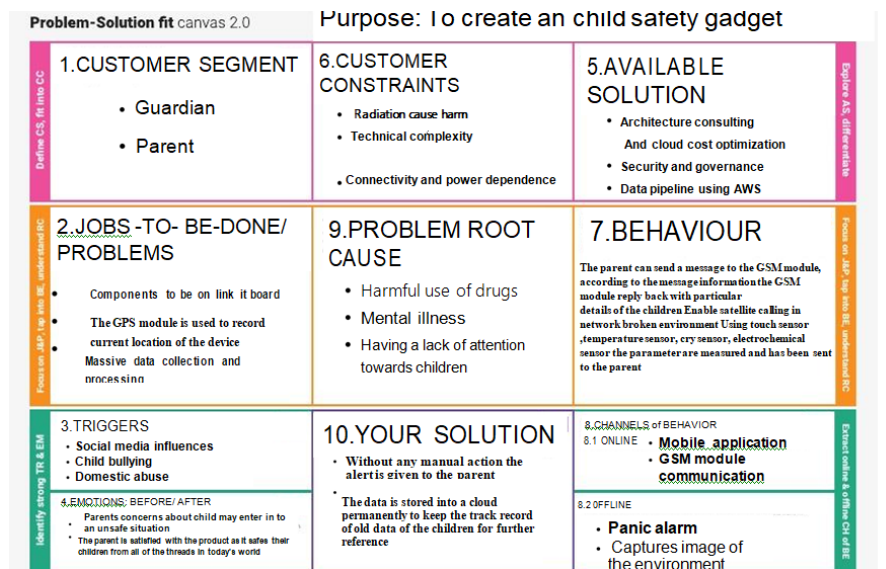 Problem-Solution fit canvas 2.0
Purpose: To create an child safety gadget
Define CS, fit into CC
1.CUSTOMER SEGMENT
• Guardian
• Parent
6.CUSTOMER
CONSTRAINTS
• Radiation cause harm
• Technical complexity
• Connectivity and power dependence
5.AVAILABLE
SOLUTION
• Architecture consulting
And cloud cost optimization
• Security and governance
• Data pipeline using AWS
Explore AS, differentiate
Focus on J&P, tap into BE, understand RC
2.JOBS -TO- BE-DONE/
PROBLEMS
• Components to be on link it board
• The GPS module is used to record
current location of the device
• Massive data collection and
processing
9.PROBLEM ROOT
CAUSE
• Harmful use of drugs
• Mental illness
• Having a lack of attention
towards children
7.BEHAVIOUR
The parent can send a message to the GSM module,
according to the message information the GSM
module reply back with particular
details of the children Enable satellite calling in
network broken environment Using touch sensor
,temperature sensor, cry sensor, electrochemical
sensor the parameter are measured and has been sent
to the parent
Focus on J&P, tap into BE, understand RC
Identify strong TR & EM
3.TRIGGERS
• Social media influences
• Child bullying
• Domestic abuse
4.EMOTIONS: BEFORE/ AFTER
• Parents concerns about child may enter in to
an unsafe situation
• The parent is satisfied with the product as it safes their
children from all of the threads in today's world
10.YOUR SOLUTION
• Without any manual action the
alert is given to the parent
•
The data is stored into a cloud
permanently to keep the track record
of old data of the children for further
reference
8.CHANNELS of BEHAVIOR
8.1 ONLINE
• Mobile application
• GSM module
communication
8.2 OFFLINE
• Panic alarm
• Captures image of
the environment
Extract online & offline CH of BE